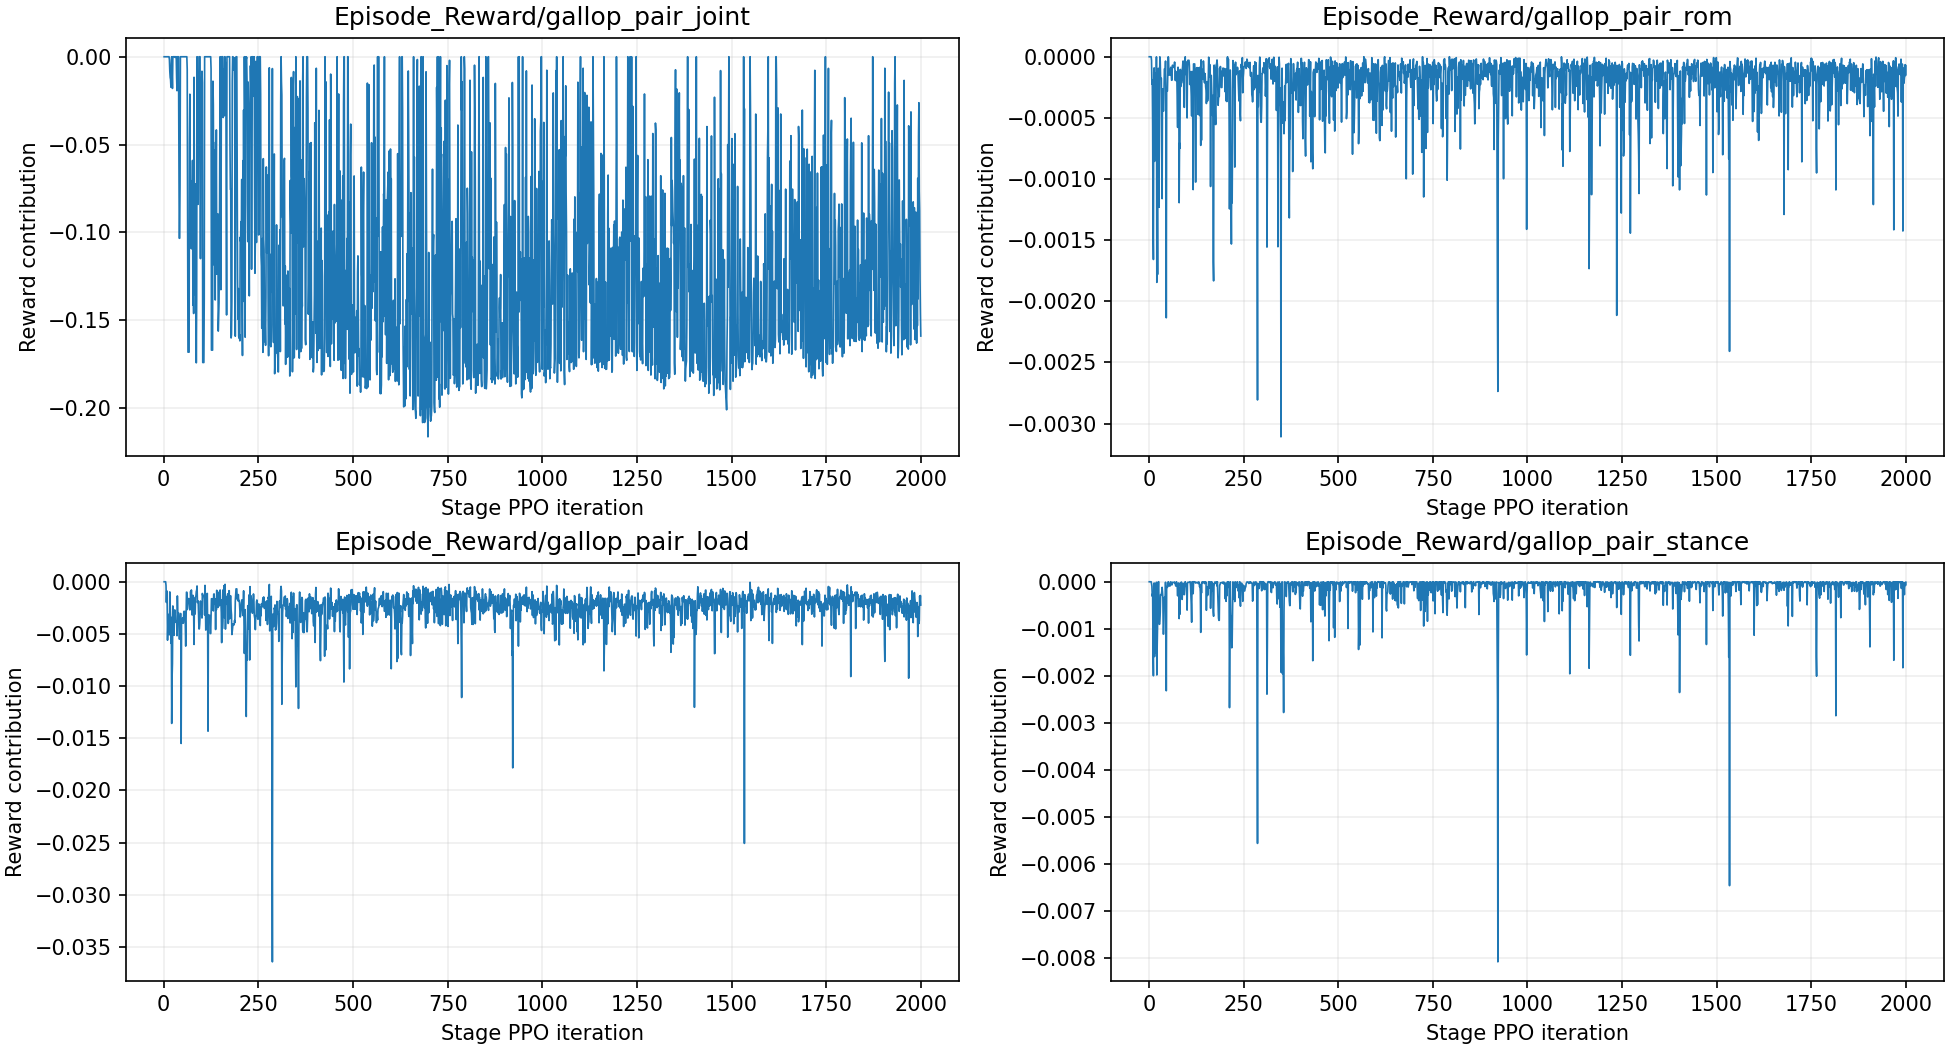 Episode_Reward/gallop_pair_joint
Reward contribution
0.00
−0.05
−0.10
−0.15
−0.20
0 250 500 750 1000 1250 1500 1750 2000
Stage PPO iteration
Episode_Reward/gallop_pair_rom
Reward contribution
0.0000
−0.0005
−0.0010
−0.0015
−0.0020
−0.0025
−0.0030
0 250 500 750 1000 1250 1500 1750 2000
Stage PPO iteration
Episode_Reward/gallop_pair_load
Reward contribution
0.000
−0.005
−0.010
−0.015
−0.020
−0.025
−0.030
−0.035
0 250 500 750 1000 1250 1500 1750 2000
Stage PPO iteration
Episode_Reward/gallop_pair_stance
Reward contribution
0.000
−0.001
−0.002
−0.003
−0.004
−0.005
−0.006
−0.007
−0.008
0 250 500 750 1000 1250 1500 1750 2000
Stage PPO iteration